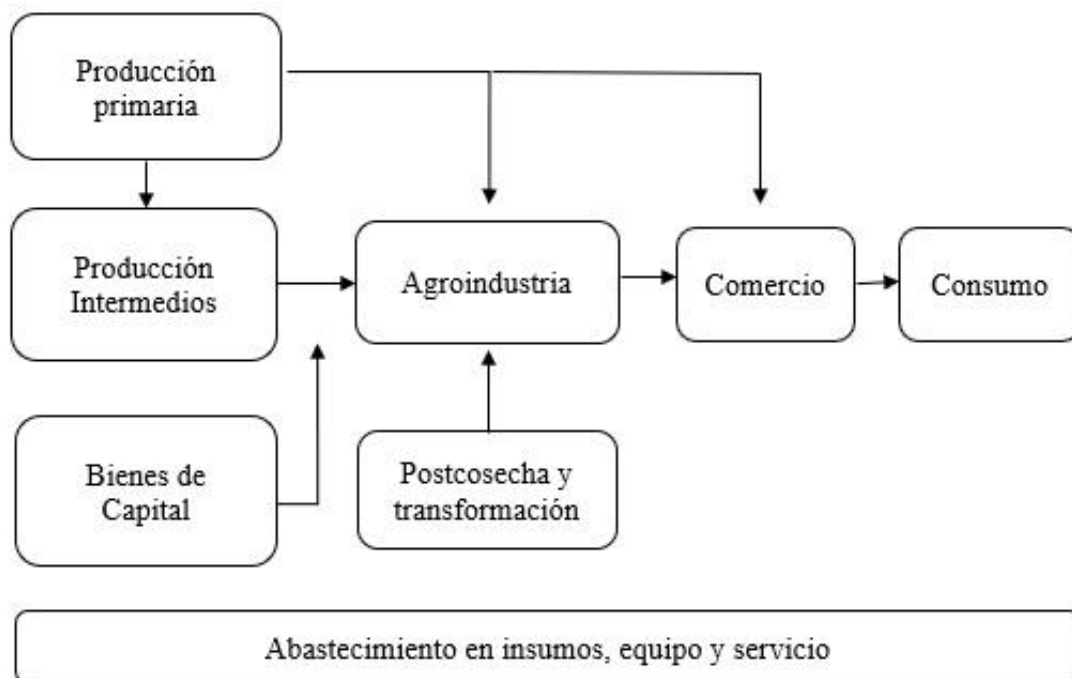 Producción
primaria
Producción
Intermedios
Agroindustria
Comercio
Consumo
Bienes de
Capital
Postcosecha y
transformación
Abastecimiento en insumos, equipo y servicio